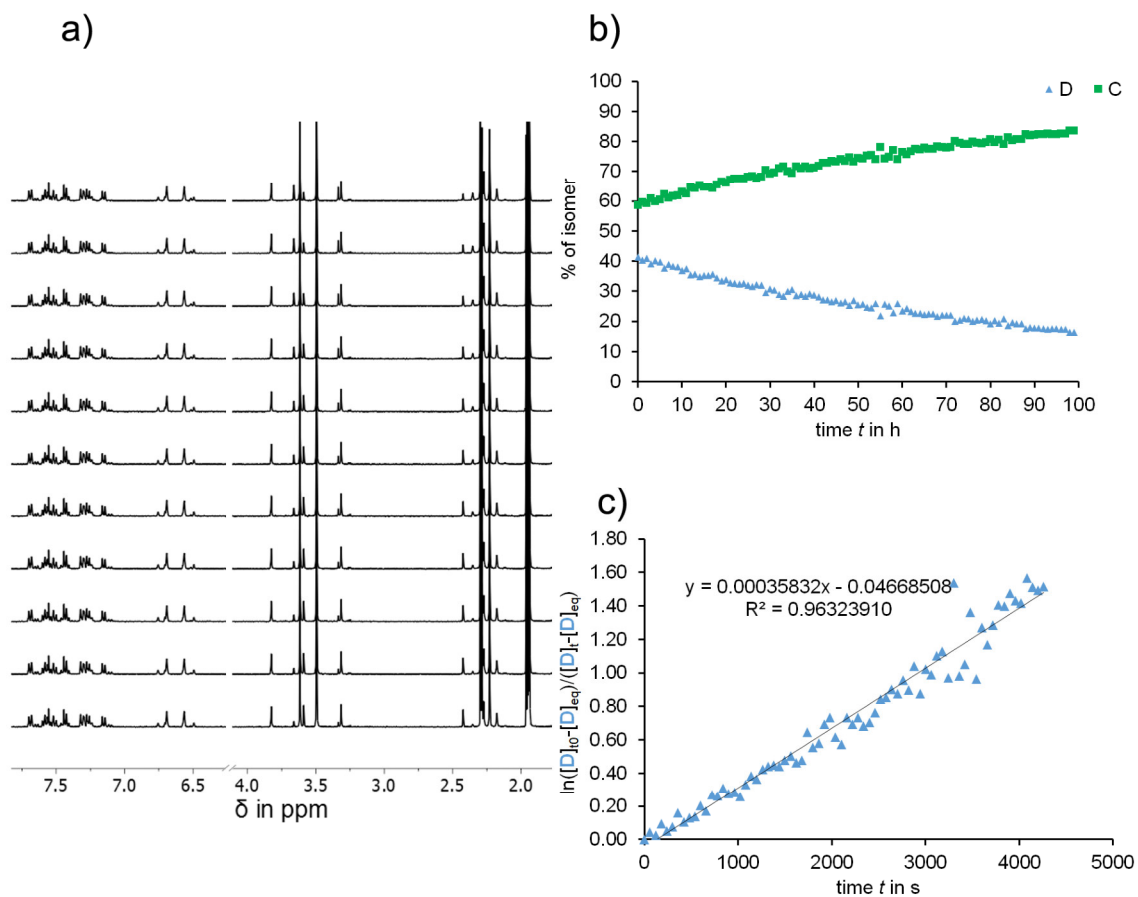 a)
7.5 7.0 6.5 4.0 3.5 3.0 2.5 2.0
δ in ppm
b)
D C
100
90
80
70
60
50
40
30
20
10
0
% of isomer
0 10 20 30 40 50 60 70 80 90 100
time t in h
c)
1.80
1.60
1.40
1.20
1.00
0.80
0.60
0.40
0.20
0.00
ln([D]t0-[D]eq)/([D]t-[D]eq)
y = 0.00035832x - 0.04668508
R² = 0.96323910
0 1000 2000 3000 4000 5000
time t in s